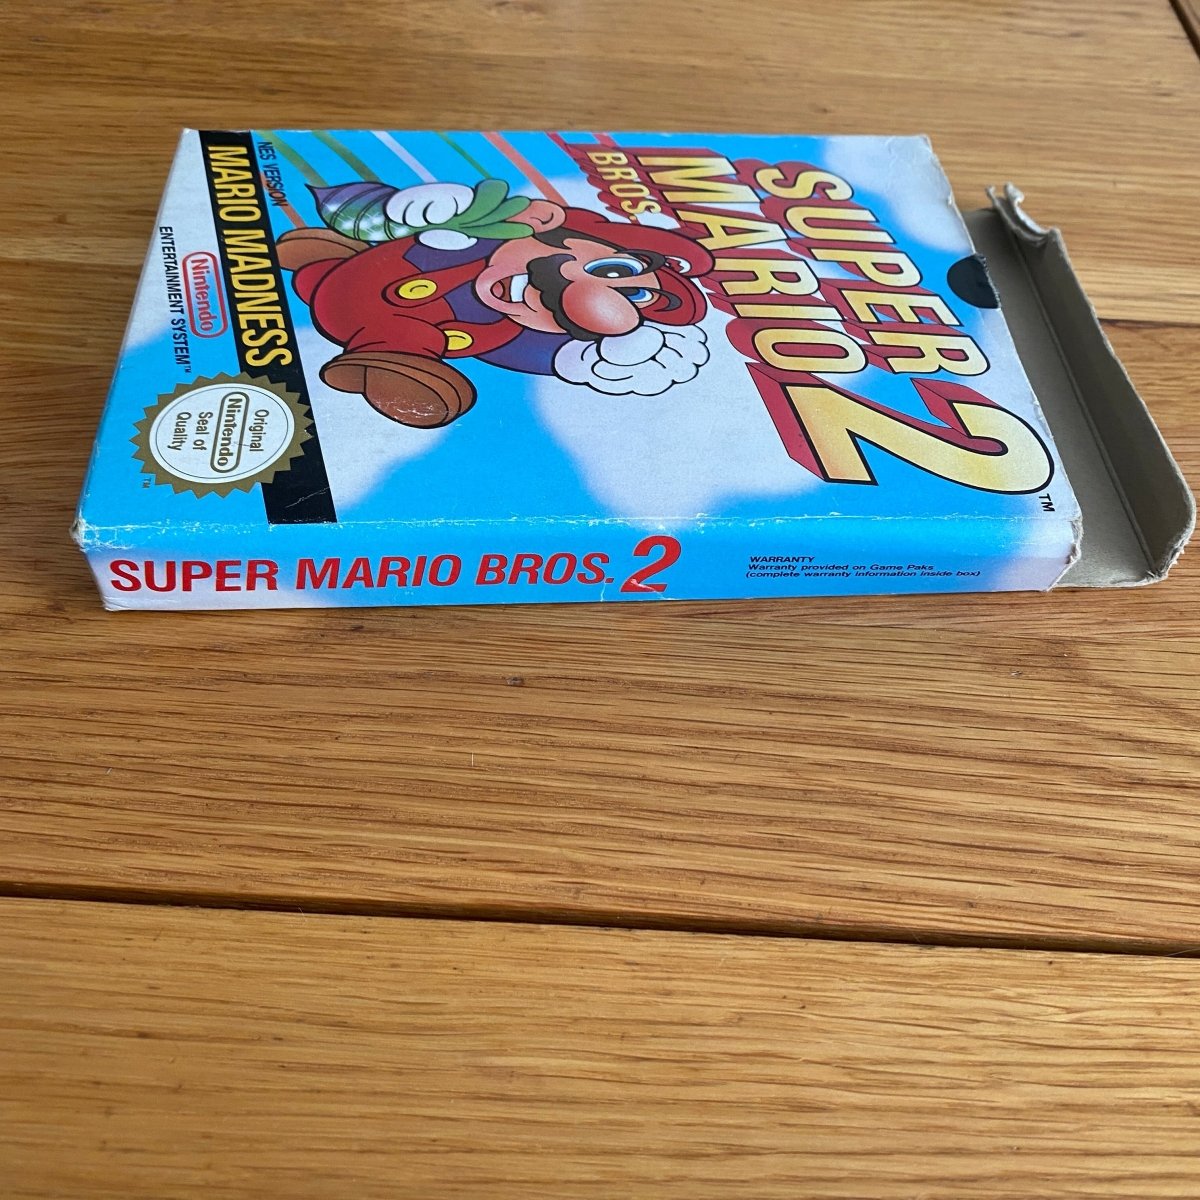 SUPER
MARIO 2
BROS.
TM
NES VERSION
MARIO MADNESS
Nintendo
ENTERTAINMENT SYSTEM™
Original
Nintendo
Seal of
Quality
TM
SUPER MARIO BROS. 2
WARRANTY
Warranty provided on Game Paks
(complete warranty information inside box)